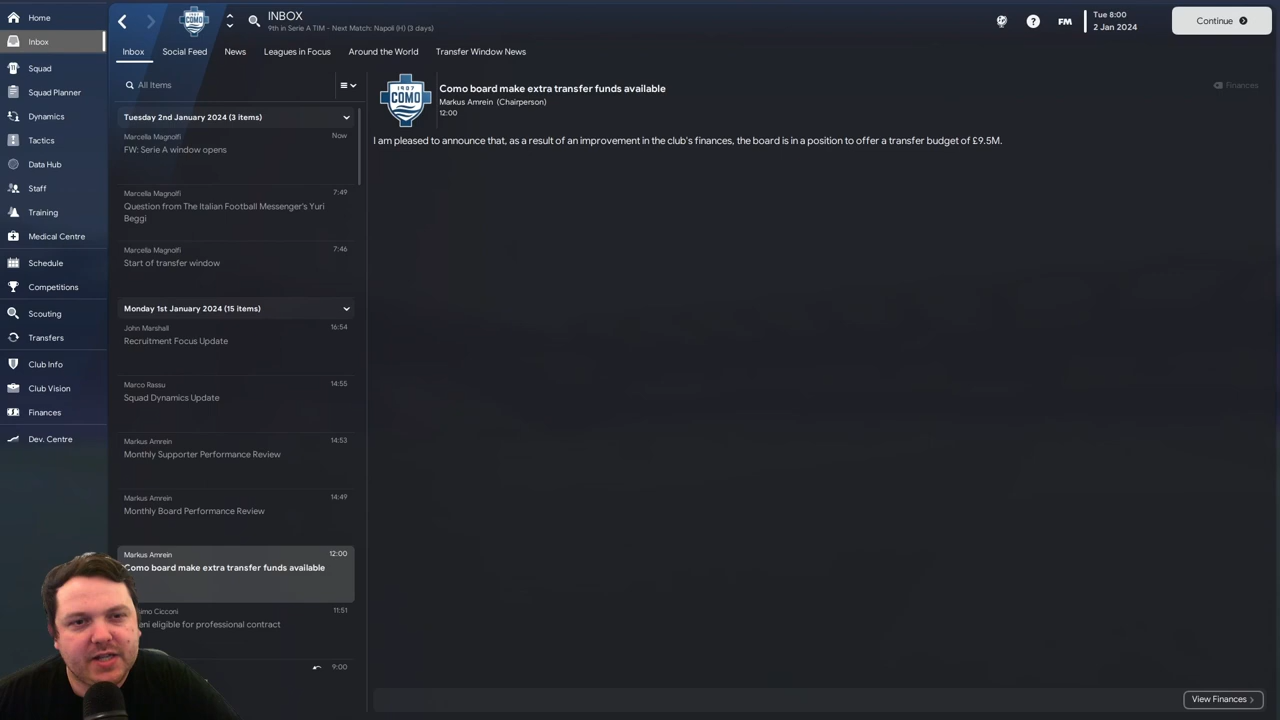 INBOX
9th in Serie A TIM - Next Match: Napoli (H) (3 days)
FM
Tue 8:00
2 Jan 2024
Continue
Home
Inbox
Squad
Squad Planner
Dynamics
Tactics
Data Hub
Staff
Training
Medical Centre
Schedule
Competitions
Scouting
Transfers
Club Info
Club Vision
Finances
Dev. Centre
Inbox
Social Feed
News
Leagues in Focus
Around the World
Transfer Window News
All Items
Tuesday 2nd January 2024 (3 items)
Marcella Magnolfi
Now
FW: Serie A window opens
Marcella Magnolfi
7:49
Question from The Italian Football Messenger's Yuri
Beggi
Marcella Magnolfi
7:46
Start of transfer window
Monday 1st January 2024 (15 items)
John Marshall
16:54
Recruitment Focus Update
Marco Rassu
14:55
Squad Dynamics Update
Markus Amrein
14:53
Monthly Supporter Performance Review
Markus Amrein
14:49
Monthly Board Performance Review
Markus Amrein
12:00
Como board make extra transfer funds available
Cicconi
11:51
eligible for professional contract
9:00
1907
COMO
Como board make extra transfer funds available
Markus Amrein (Chairperson)
12:00
Finances
I am pleased to announce that, as a result of an improvement in the club's finances, the board is in a position to offer a transfer budget of £9.5M.
View Finances